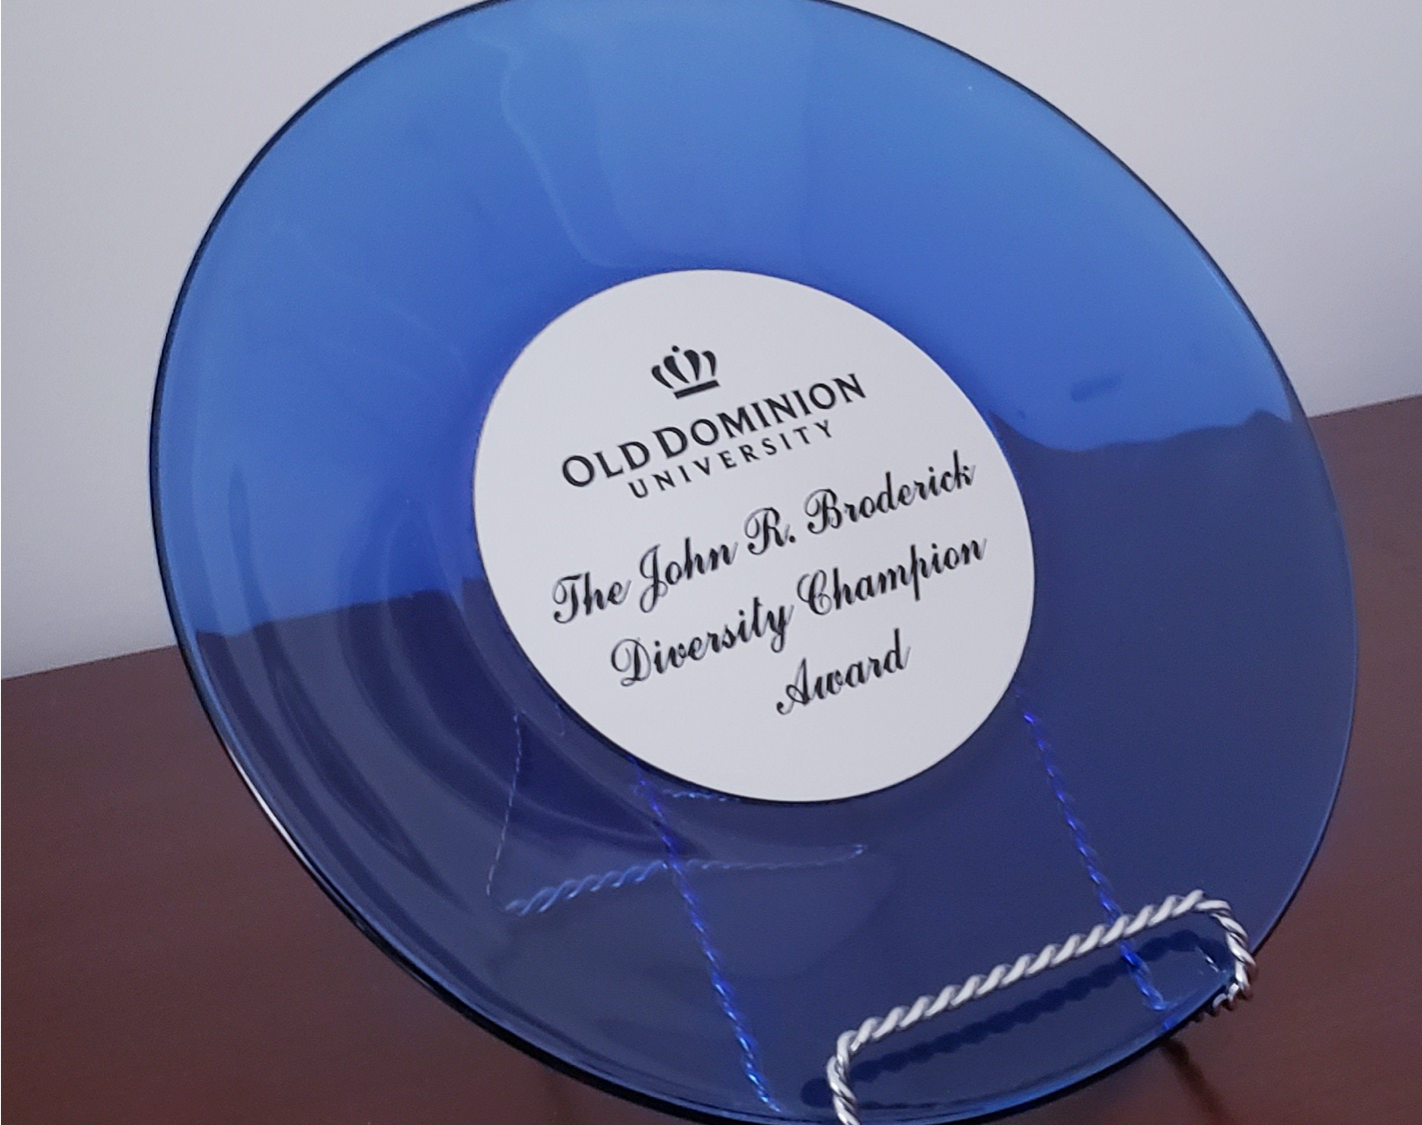 OLD DOMINION
UNIVERSITY
The John R. Broderick
Diversity Champion
Award